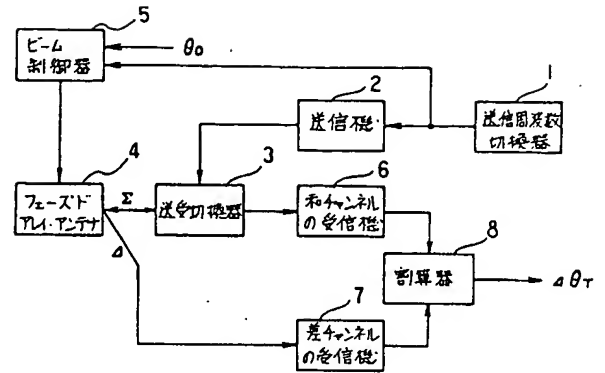 5
ビーム
制御器
θo
2
送信機
1
送信周波数
切換器
4
フェーズド
アレイ・アンテナ
Σ
Δ
3
送受切換器
6
和チャンネル
の受信機
8
割算器
ΔθT
7
差チャンネル
の受信機